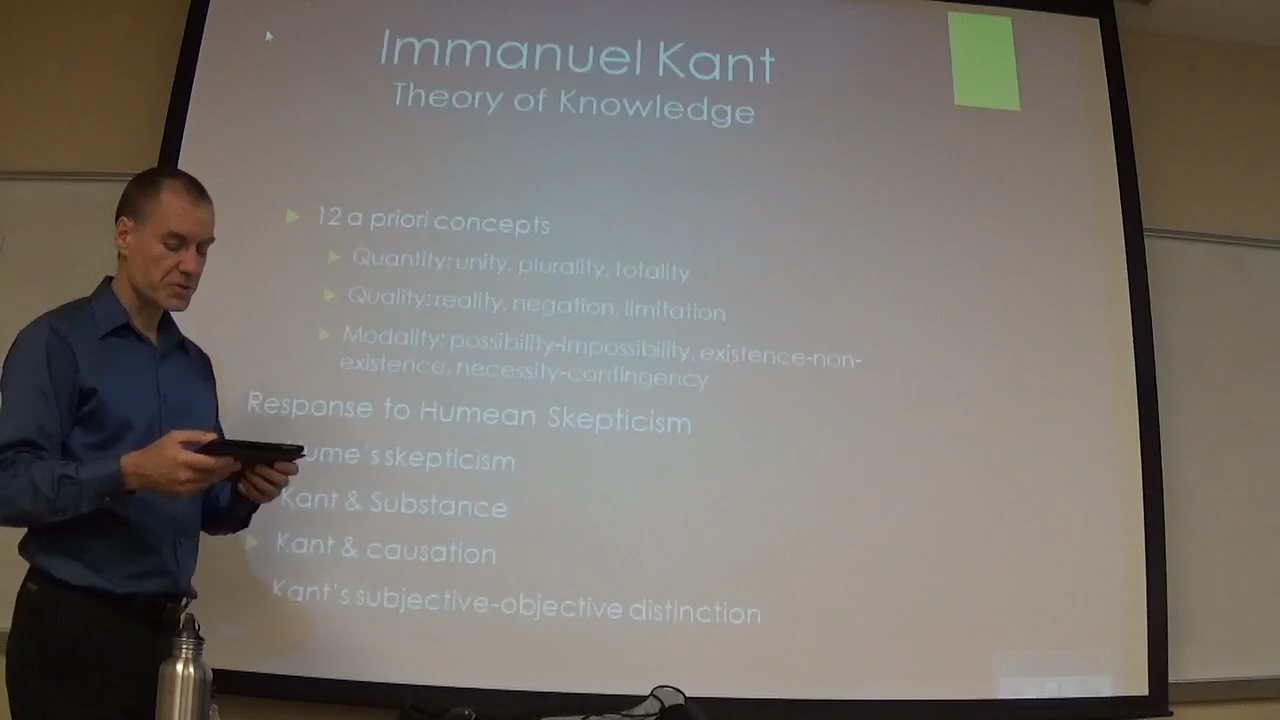 Immanuel Kant
Theory of Knowledge
12 a priori concepts
Quantity: unity, plurality, totality
Quality: reality, negation, limitation
Modality: possibility-impossibility, existence-non-
existence, necessity-contingency
Response to Humean Skepticism
ume's skepticism
Kant & Substance
Kant & causation
Kant's subjective-objective distinction